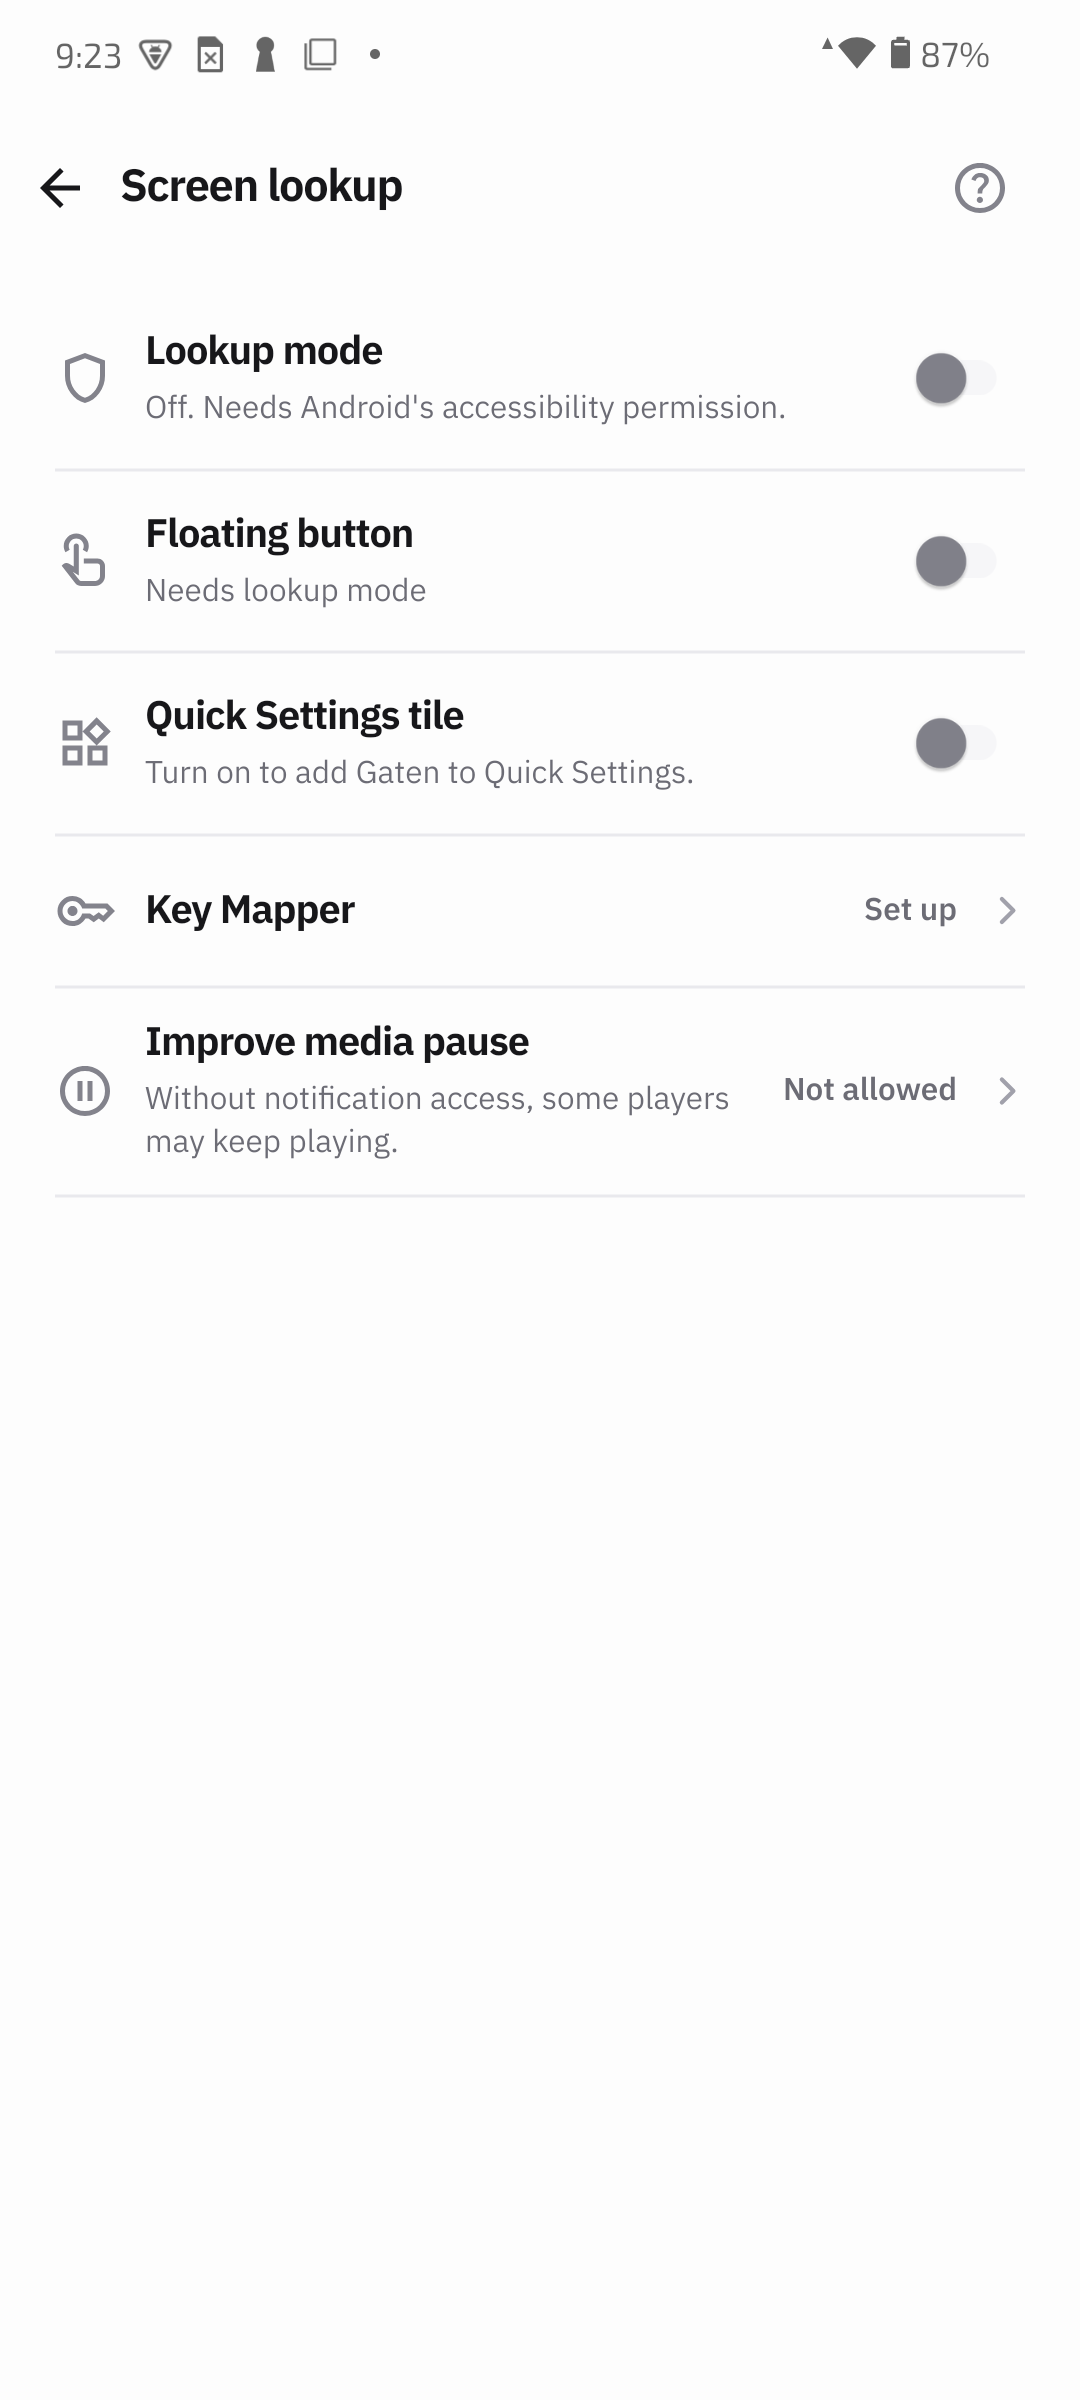 9:23
87%
Screen lookup
Lookup mode
Off. Needs Android's accessibility permission.
Floating button
Needs lookup mode
Quick Settings tile
Turn on to add Gaten to Quick Settings.
Key Mapper
Set up
Improve media pause
Without notification access, some players
may keep playing.
Not allowed